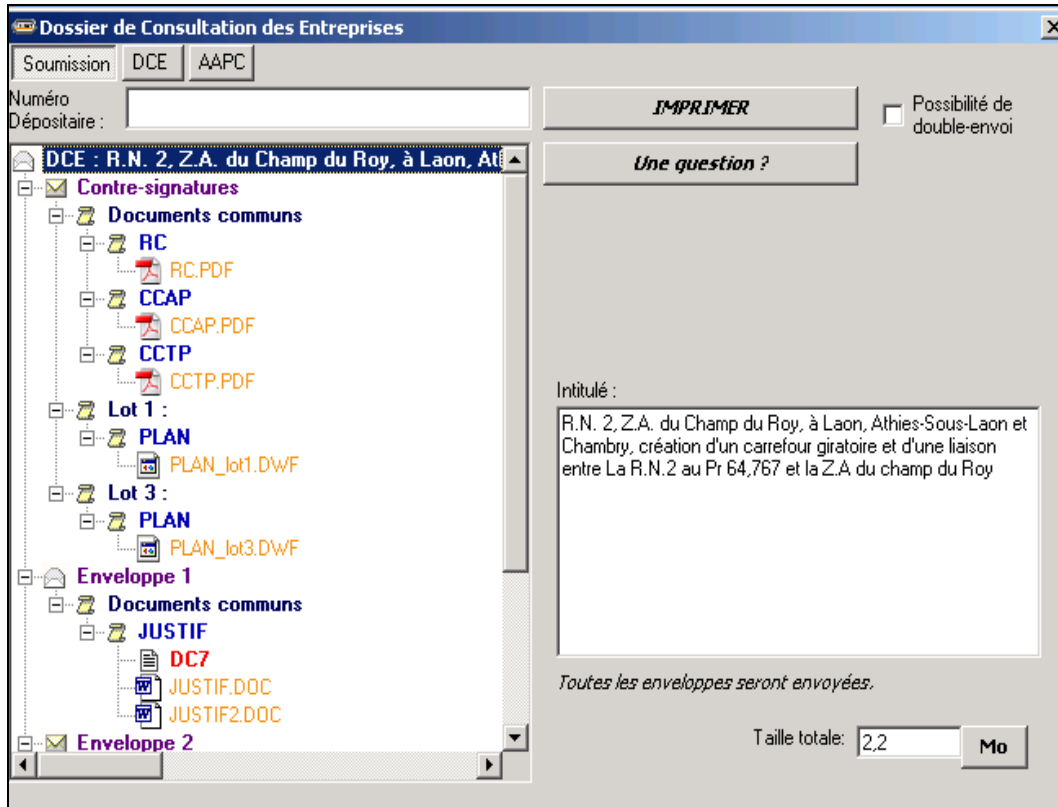 Dossier de Consultation des Entreprises
Soumission DCE AAPC
Numéro
Dépositaire :
IMPRIMER
Possibilité de
double-envoi
Une question ?
DCE : R.N. 2, Z.A. du Champ du Roy, à Laon, At
Contre-signatures
Documents communs
RC
RC.PDF
CCAP
CCAP.PDF
CCTP
CCTP.PDF
Lot 1 :
PLAN
PLAN_lot1.DWF
Lot 3 :
PLAN
PLAN_lot3.DWF
Enveloppe 1
Documents communs
JUSTIF
DC7
JUSTIF.DOC
JUSTIF2.DOC
Enveloppe 2
Intitulé :
R.N. 2, Z.A. du Champ du Roy, à Laon, Athies-Sous-Laon et
Chambry, création d'un carrefour giratoire et d'une liaison
entre La R.N.2 au Pr 64,767 et la Z.A du champ du Roy
Toutes les enveloppes seront envoyées.
Taille totale: 2,2 Mo